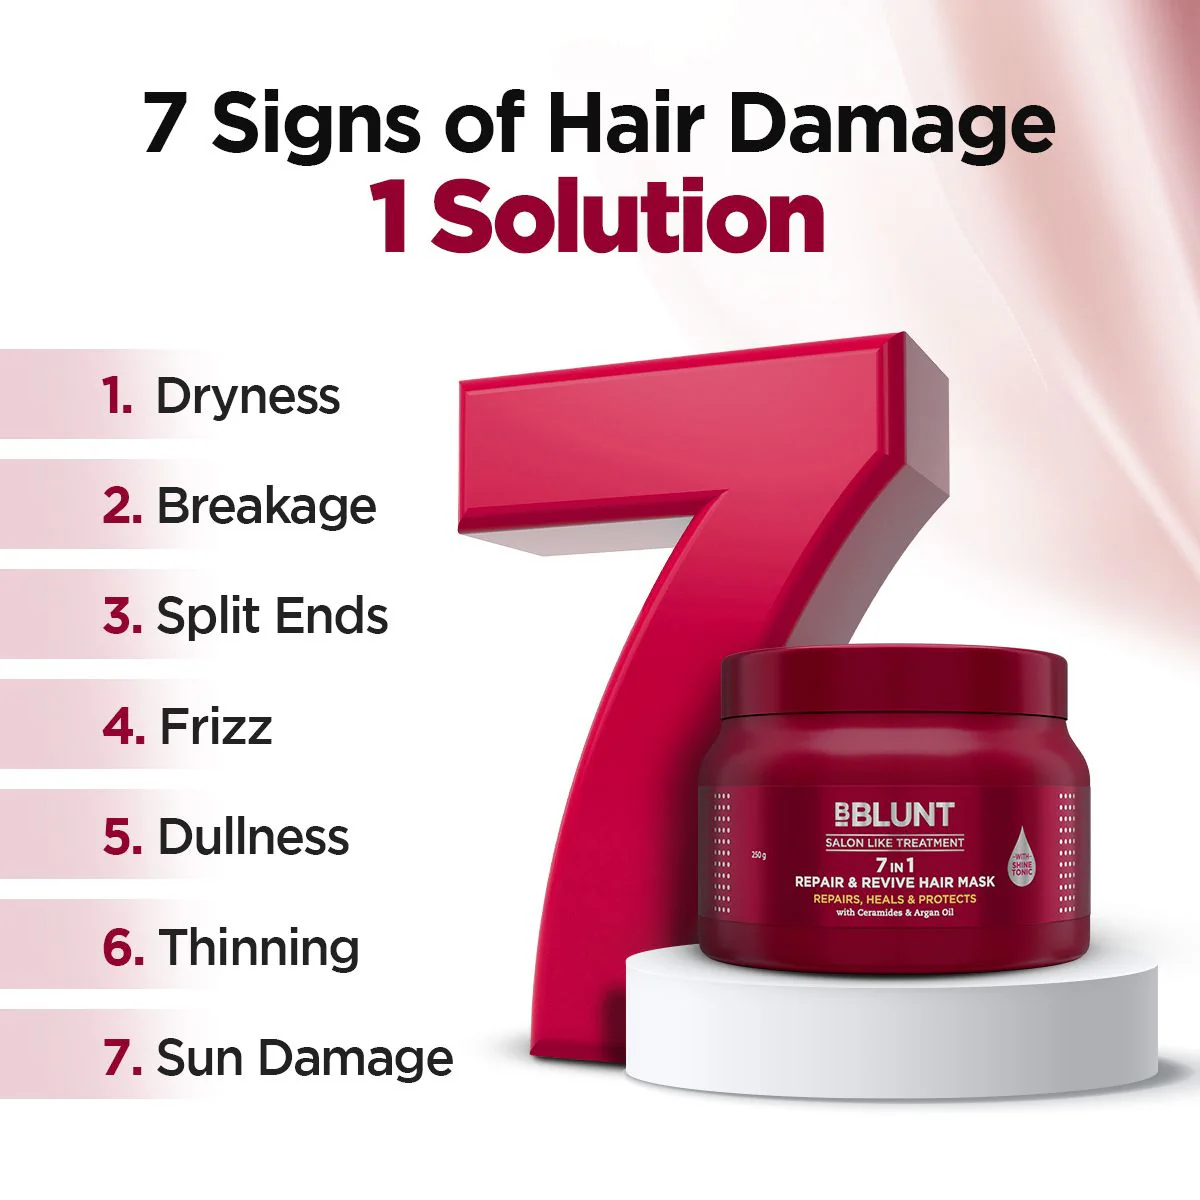 7 Signs of Hair Damage
1 Solution
1. Dryness
2. Breakage
3. Split Ends
4. Frizz
5. Dullness
6. Thinning
7. Sun Damage
7
BBLUNT
SALON LIKE TREATMENT
7 IN 1
REPAIR & REVIVE HAIR MASK
REPAIRS, HEALS & PROTECTS
with Ceramides & Argan Oil
250 g
-WITH-
SHINE
TONIC